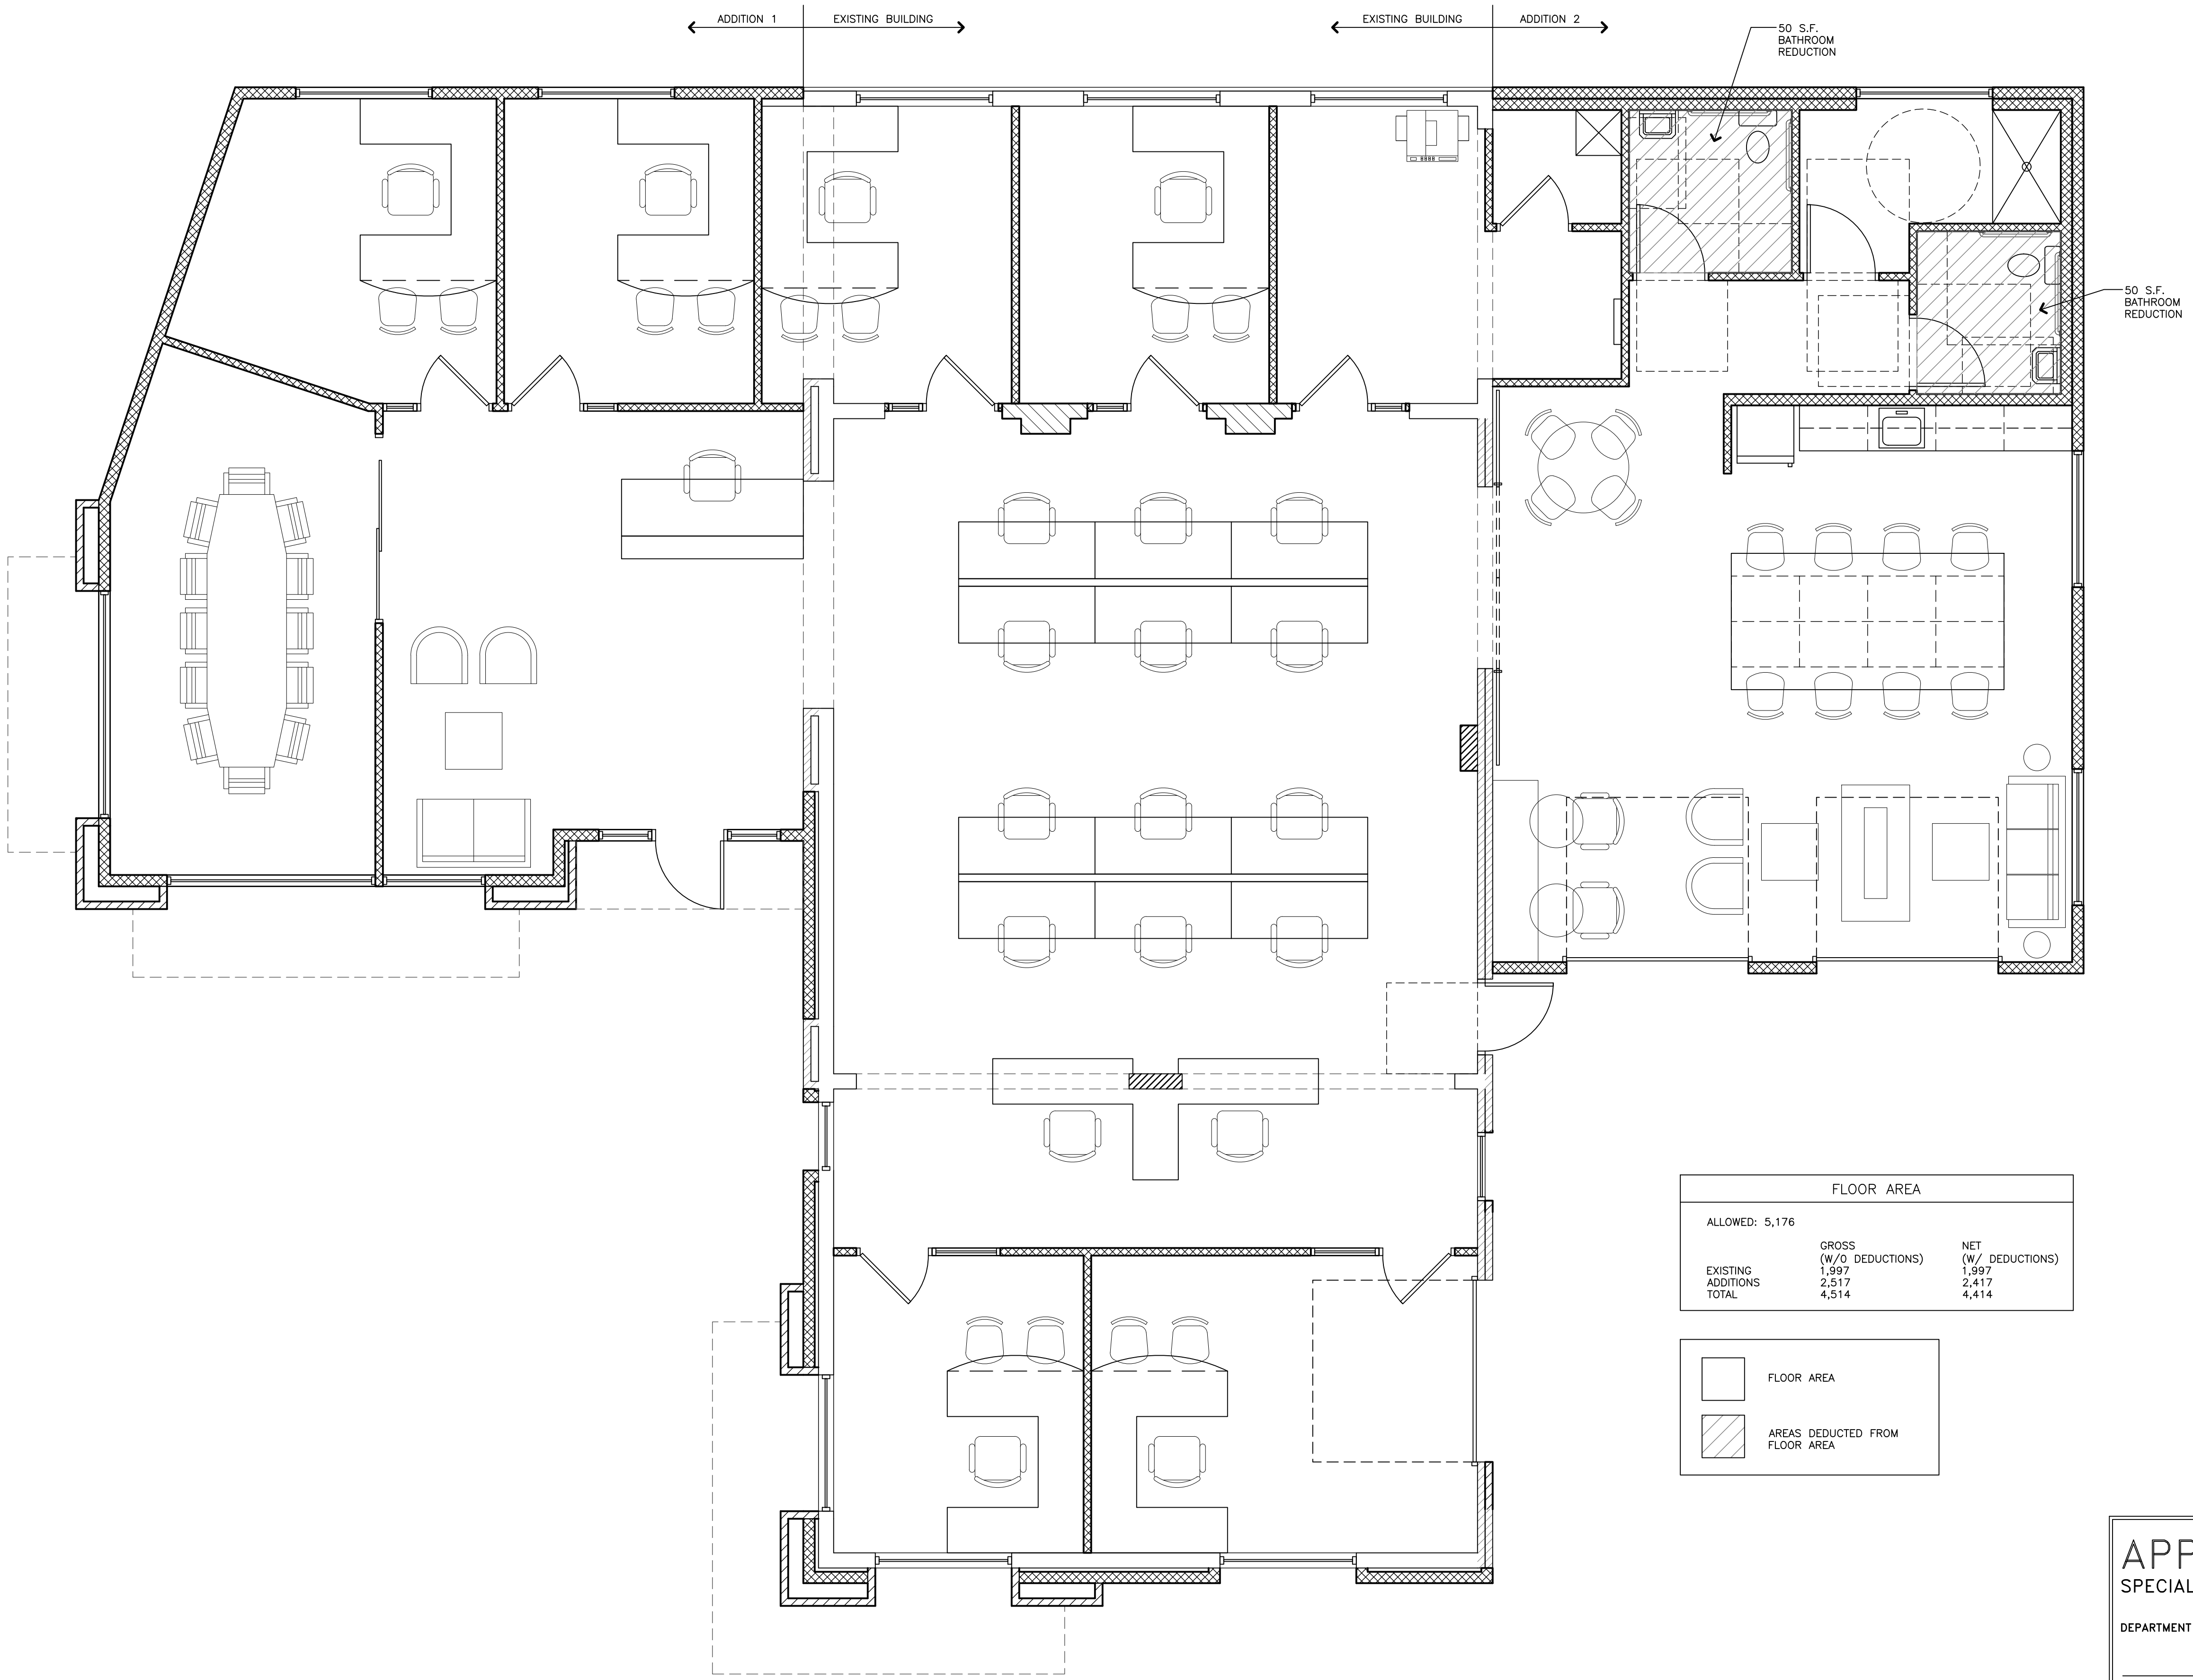 ADDITION 1
EXISTING BUILDING
EXISTING BUILDING
ADDITION 2
50 S.F.
BATHROOM
REDUCTION
50 S.F.
BATHROOM
REDUCTION
FLOOR AREA
ALLOWED: 5,176
GROSS NET
(W/O DEDUCTIONS) (W/ DEDUCTIONS)
EXISTING 1,997 1,997
ADDITIONS 2,517 2,417
TOTAL 4,514 4,414
FLOOR AREA
AREAS DEDUCTED FROM
FLOOR AREA
APP
SPECIAL
DEPARTMENT